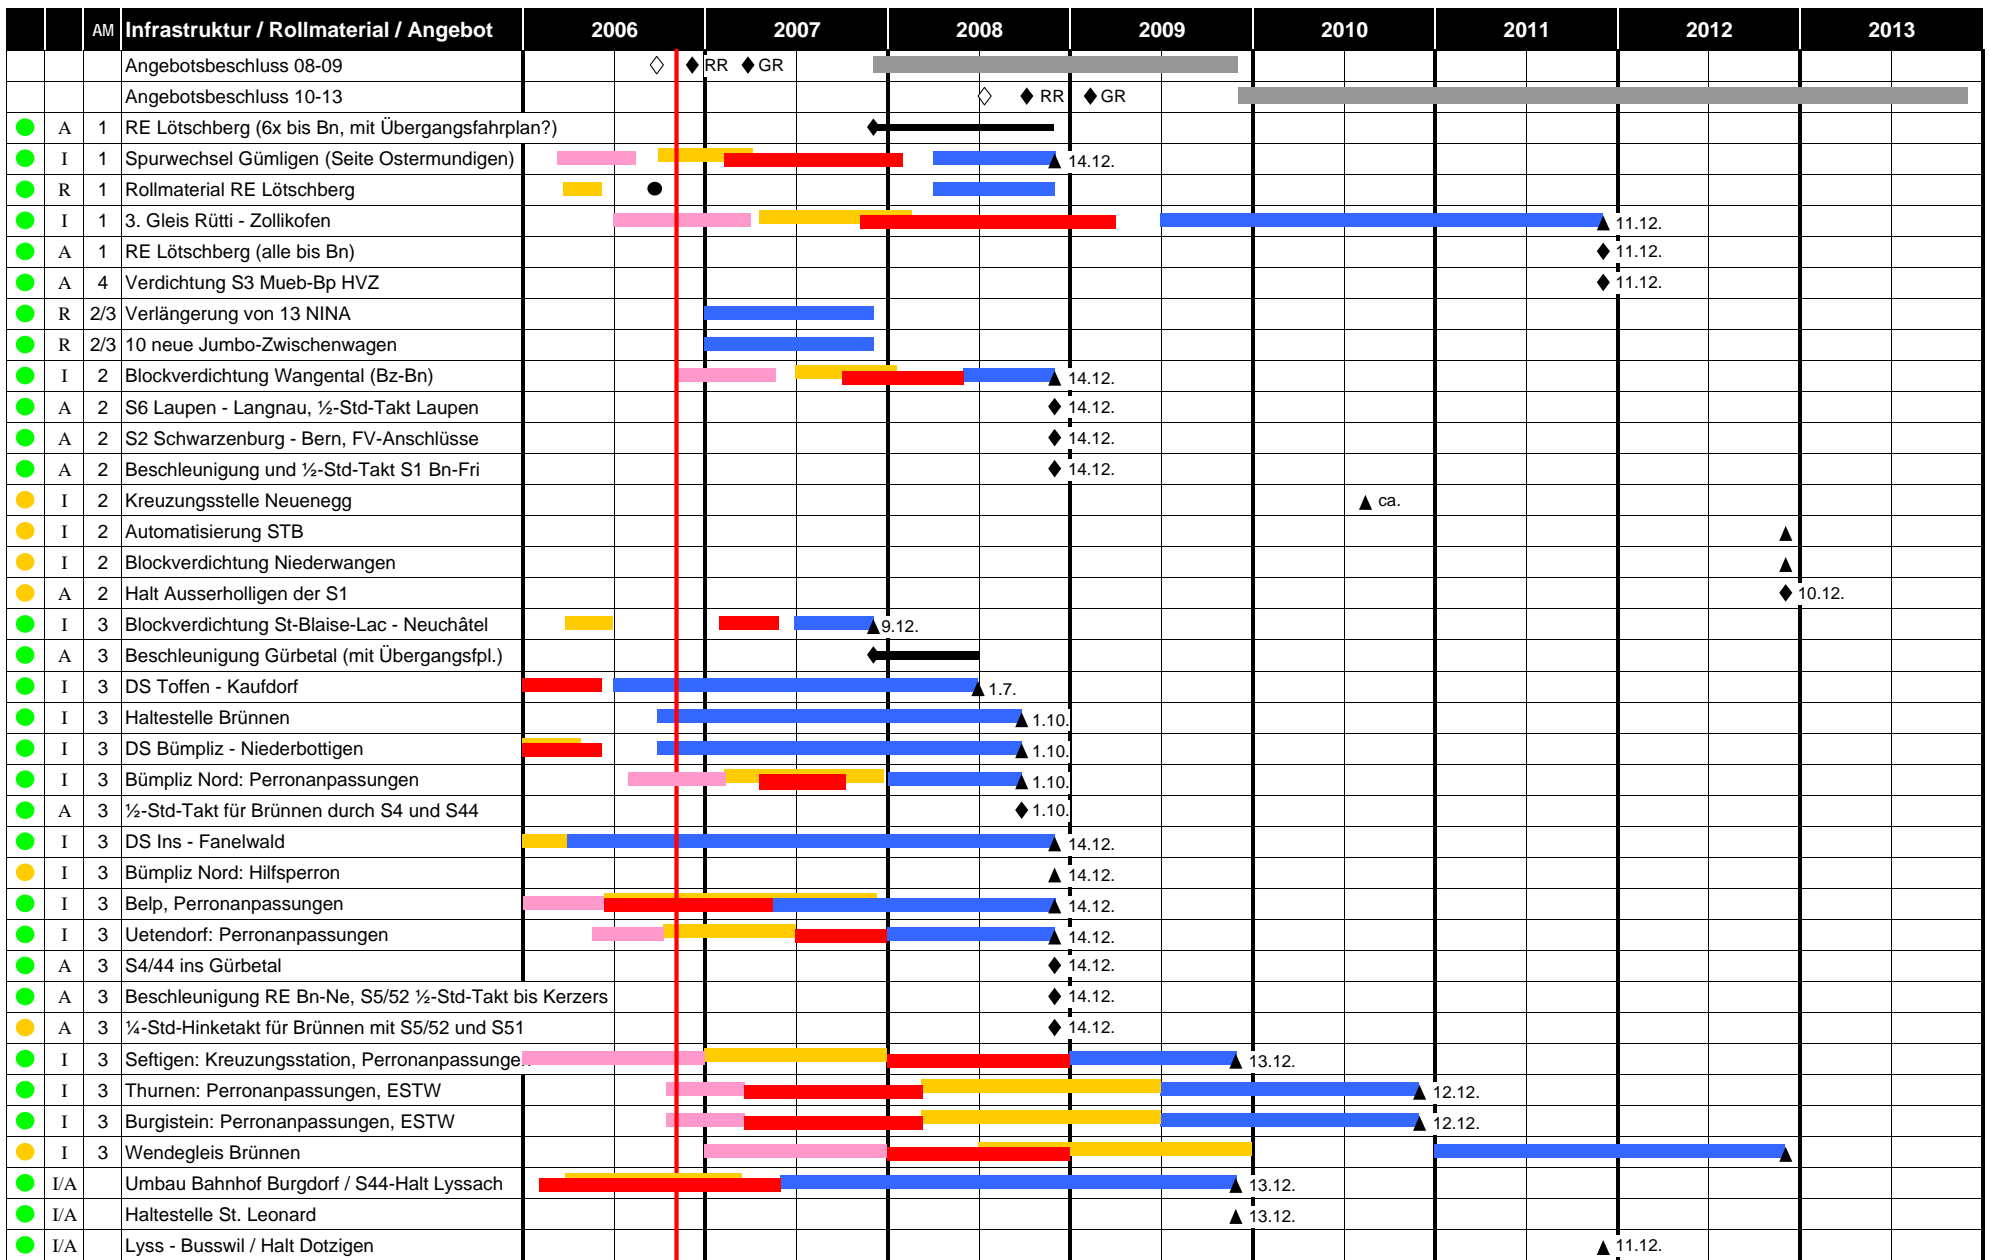 AM Infrastruktur / Rollmaterial / Angebot 2006 2007 2008 2009 2010 2011 2012 2013
Angebotsbeschluss 08-09 RR GR
Angebotsbeschluss 10-13 RR GR
A 1 RE Lötschberg (6x bis Bn, mit Übergangsfahrplan?)
I 1 Spurwechsel Gümligen (Seite Ostermundigen) 14.12.
R 1 Rollmaterial RE Lötschberg
I 1 3. Gleis Rütti - Zollikofen 11.12.
A 1 RE Lötschberg (alle bis Bn) 11.12.
A 4 Verdichtung S3 Mueb-Bp HVZ 11.12.
R 2/3 Verlängerung von 13 NINA
R 2/3 10 neue Jumbo-Zwischenwagen
I 2 Blockverdichtung Wangental (Bz-Bn) 14.12.
A 2 S6 Laupen - Langnau, ½-Std-Takt Laupen 14.12.
A 2 S2 Schwarzenburg - Bern, FV-Anschlüsse 14.12.
A 2 Beschleunigung und ½-Std-Takt S1 Bn-Fri 14.12.
I 2 Kreuzungsstelle Neuenegg ca.
I 2 Automatisierung STB
I 2 Blockverdichtung Niederwangen
A 2 Halt Ausserholligen der S1 10.12.
I 3 Blockverdichtung St-Blaise-Lac - Neuchâtel 9.12.
A 3 Beschleunigung Gürbetal (mit Übergangsfpl.)
I 3 DS Toffen - Kaufdorf 1.7.
I 3 Haltestelle Brünnen 1.10.
I 3 DS Bümpliz - Niederbottigen 1.10.
I 3 Bümpliz Nord: Perronanpassungen 1.10.
A 3 ½-Std-Takt für Brünnen durch S4 und S44 1.10.
I 3 DS Ins - Fanelwald 14.12.
I 3 Bümpliz Nord: Hilfsperron 14.12.
I 3 Belp, Perronanpassungen 14.12.
I 3 Uetendorf: Perronanpassungen 14.12.
A 3 S4/44 ins Gürbetal 14.12.
A 3 Beschleunigung RE Bn-Ne, S5/52 ½-Std-Takt bis Kerzers 14.12.
A 3 ¼-Std-Hinketakt für Brünnen mit S5/52 und S51 14.12.
I 3 Seftigen: Kreuzungsstation, Perronanpassunge 13.12.
I 3 Thurnen: Perronanpassungen, ESTW 12.12.
I 3 Burgistein: Perronanpassungen, ESTW 12.12.
I 3 Wendegleis Brünnen
I/A Umbau Bahnhof Burgdorf / S44-Halt Lyssach 13.12.
I/A Haltestelle St. Leonard 13.12.
I/A Lyss - Busswil / Halt Dotzigen 11.12.